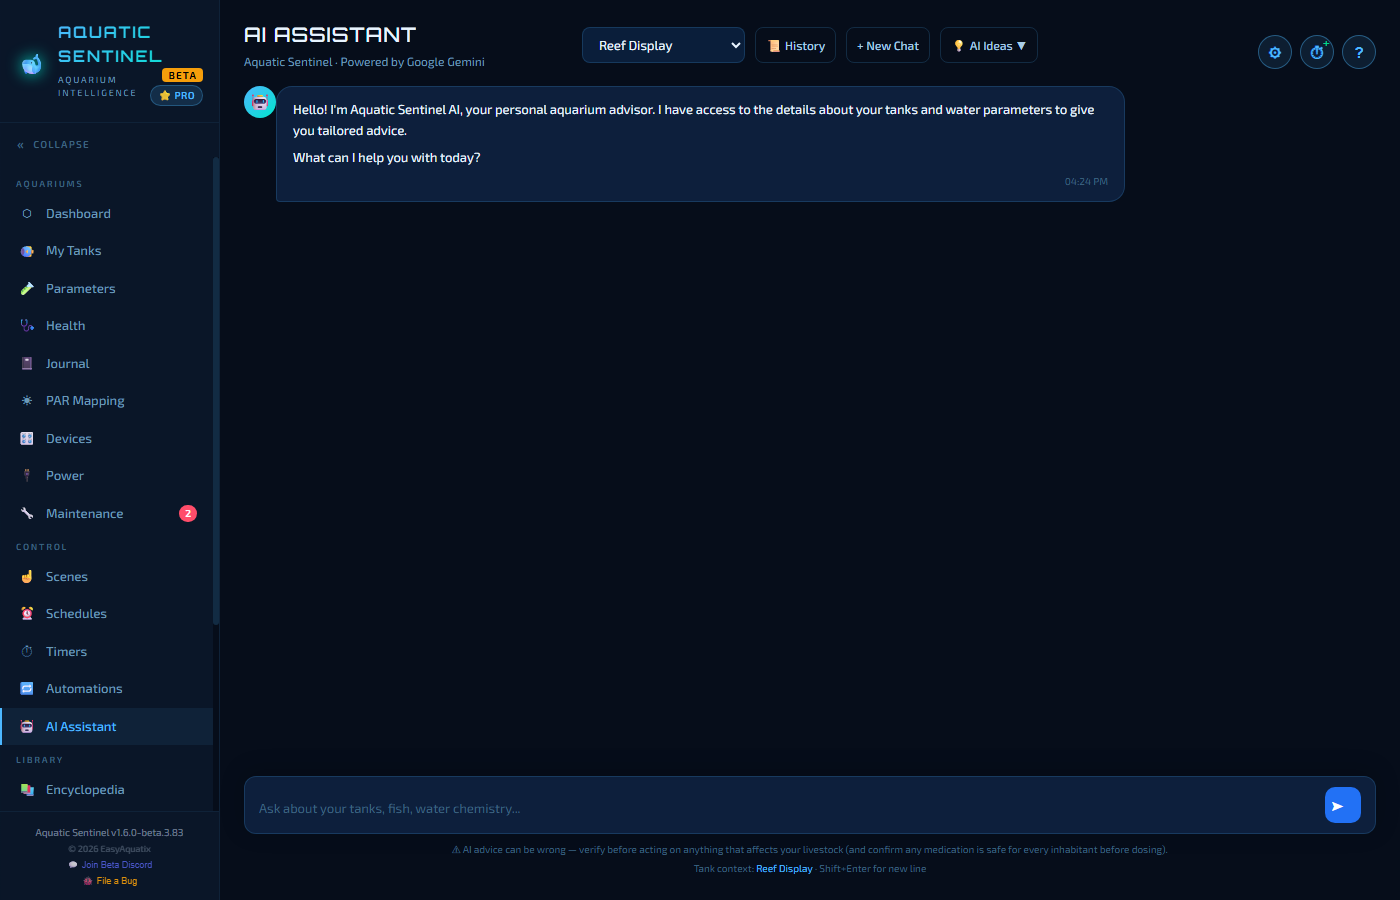 AQUATIC
SENTINEL
AQUARIUM
INTELLIGENCE
BETA
PRO
« COLLAPSE
AQUARIUMS
Dashboard
My Tanks
Parameters
Health
Journal
PAR Mapping
Devices
Power
Maintenance 2
CONTROL
Scenes
Schedules
Timers
Automations
AI Assistant
LIBRARY
Encyclopedia
Aquatic Sentinel v1.6.0-beta.3.83
© 2026 EasyAquatix
Join Beta Discord
File a Bug
AI ASSISTANT
Aquatic Sentinel · Powered by Google Gemini
Reef Display
History
+ New Chat
AI Ideas ▼
?
Hello! I'm Aquatic Sentinel AI, your personal aquarium advisor. I have access to the details about your tanks and water parameters to give
you tailored advice.
What can I help you with today?
04:24 PM
Ask about your tanks, fish, water chemistry...
⚠ AI advice can be wrong — verify before acting on anything that affects your livestock (and confirm any medication is safe for every inhabitant before dosing).
Tank context: Reef Display · Shift+Enter for new line